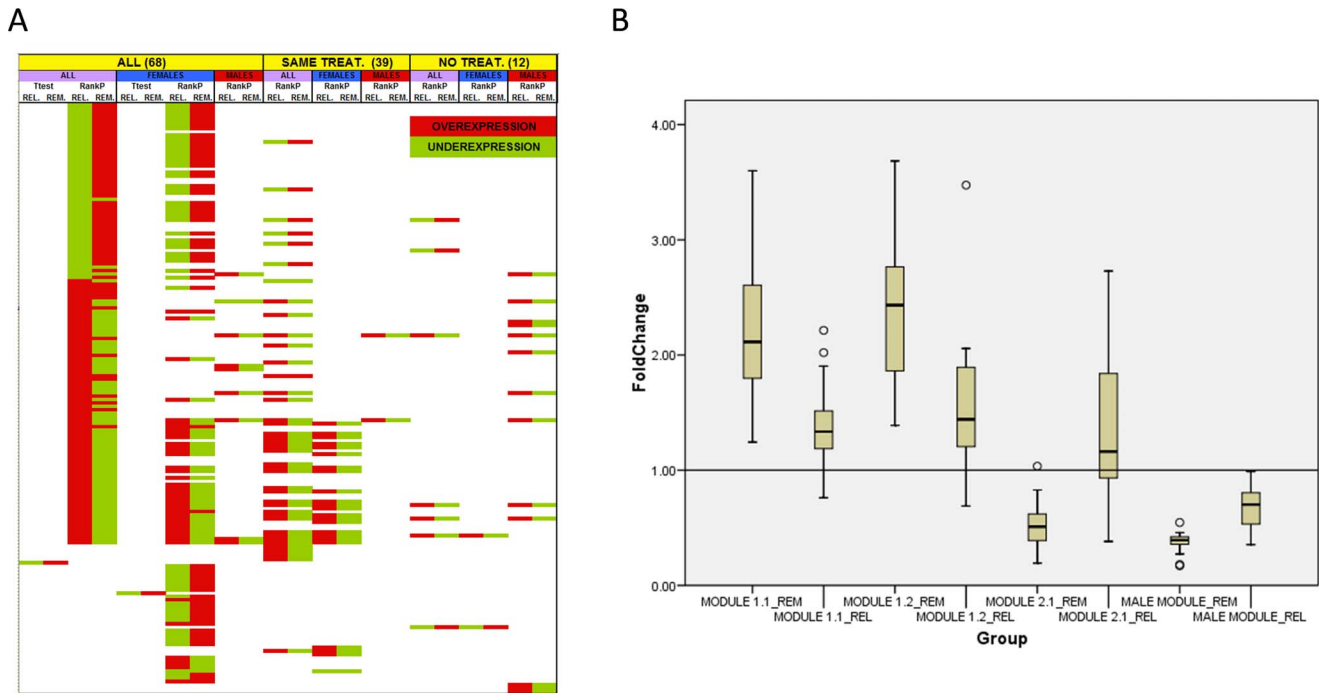 A
B
ALL (68) SAME TREAT. (39) NO TREAT. (12)
ALL FEMALES MALES ALL FEMALES MALES ALL FEMALES MALES
Ttest RankP Ttest RankP RankP RankP RankP RankP RankP RankP RankP
REL. REM. REL. REM. REL. REM. REL. REM. REL. REM. REL. REM. REL. REM. REL. REM. REL. REM. REL. REM. REL. REM.
OVEREXPRESSION
UNDEREXPRESSION
4.00
3.00
2.00
1.00
0.00
FoldChange
MODULE 1.1_REM MODULE 1.2_REM MODULE 2.1_REM MALE MODULE_REM
MODULE 1.1_REL MODULE 1.2_REL MODULE 2.1_REL MALE MODULE_REL
Group